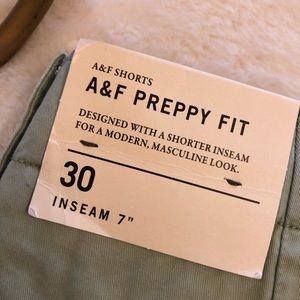 A&F SHORTS
A&F PREPPY FIT
DESIGNED WITH A SHORTER INSEAM
FOR A MODERN, MASCULINE LOOK.
30
INSEAM 7"